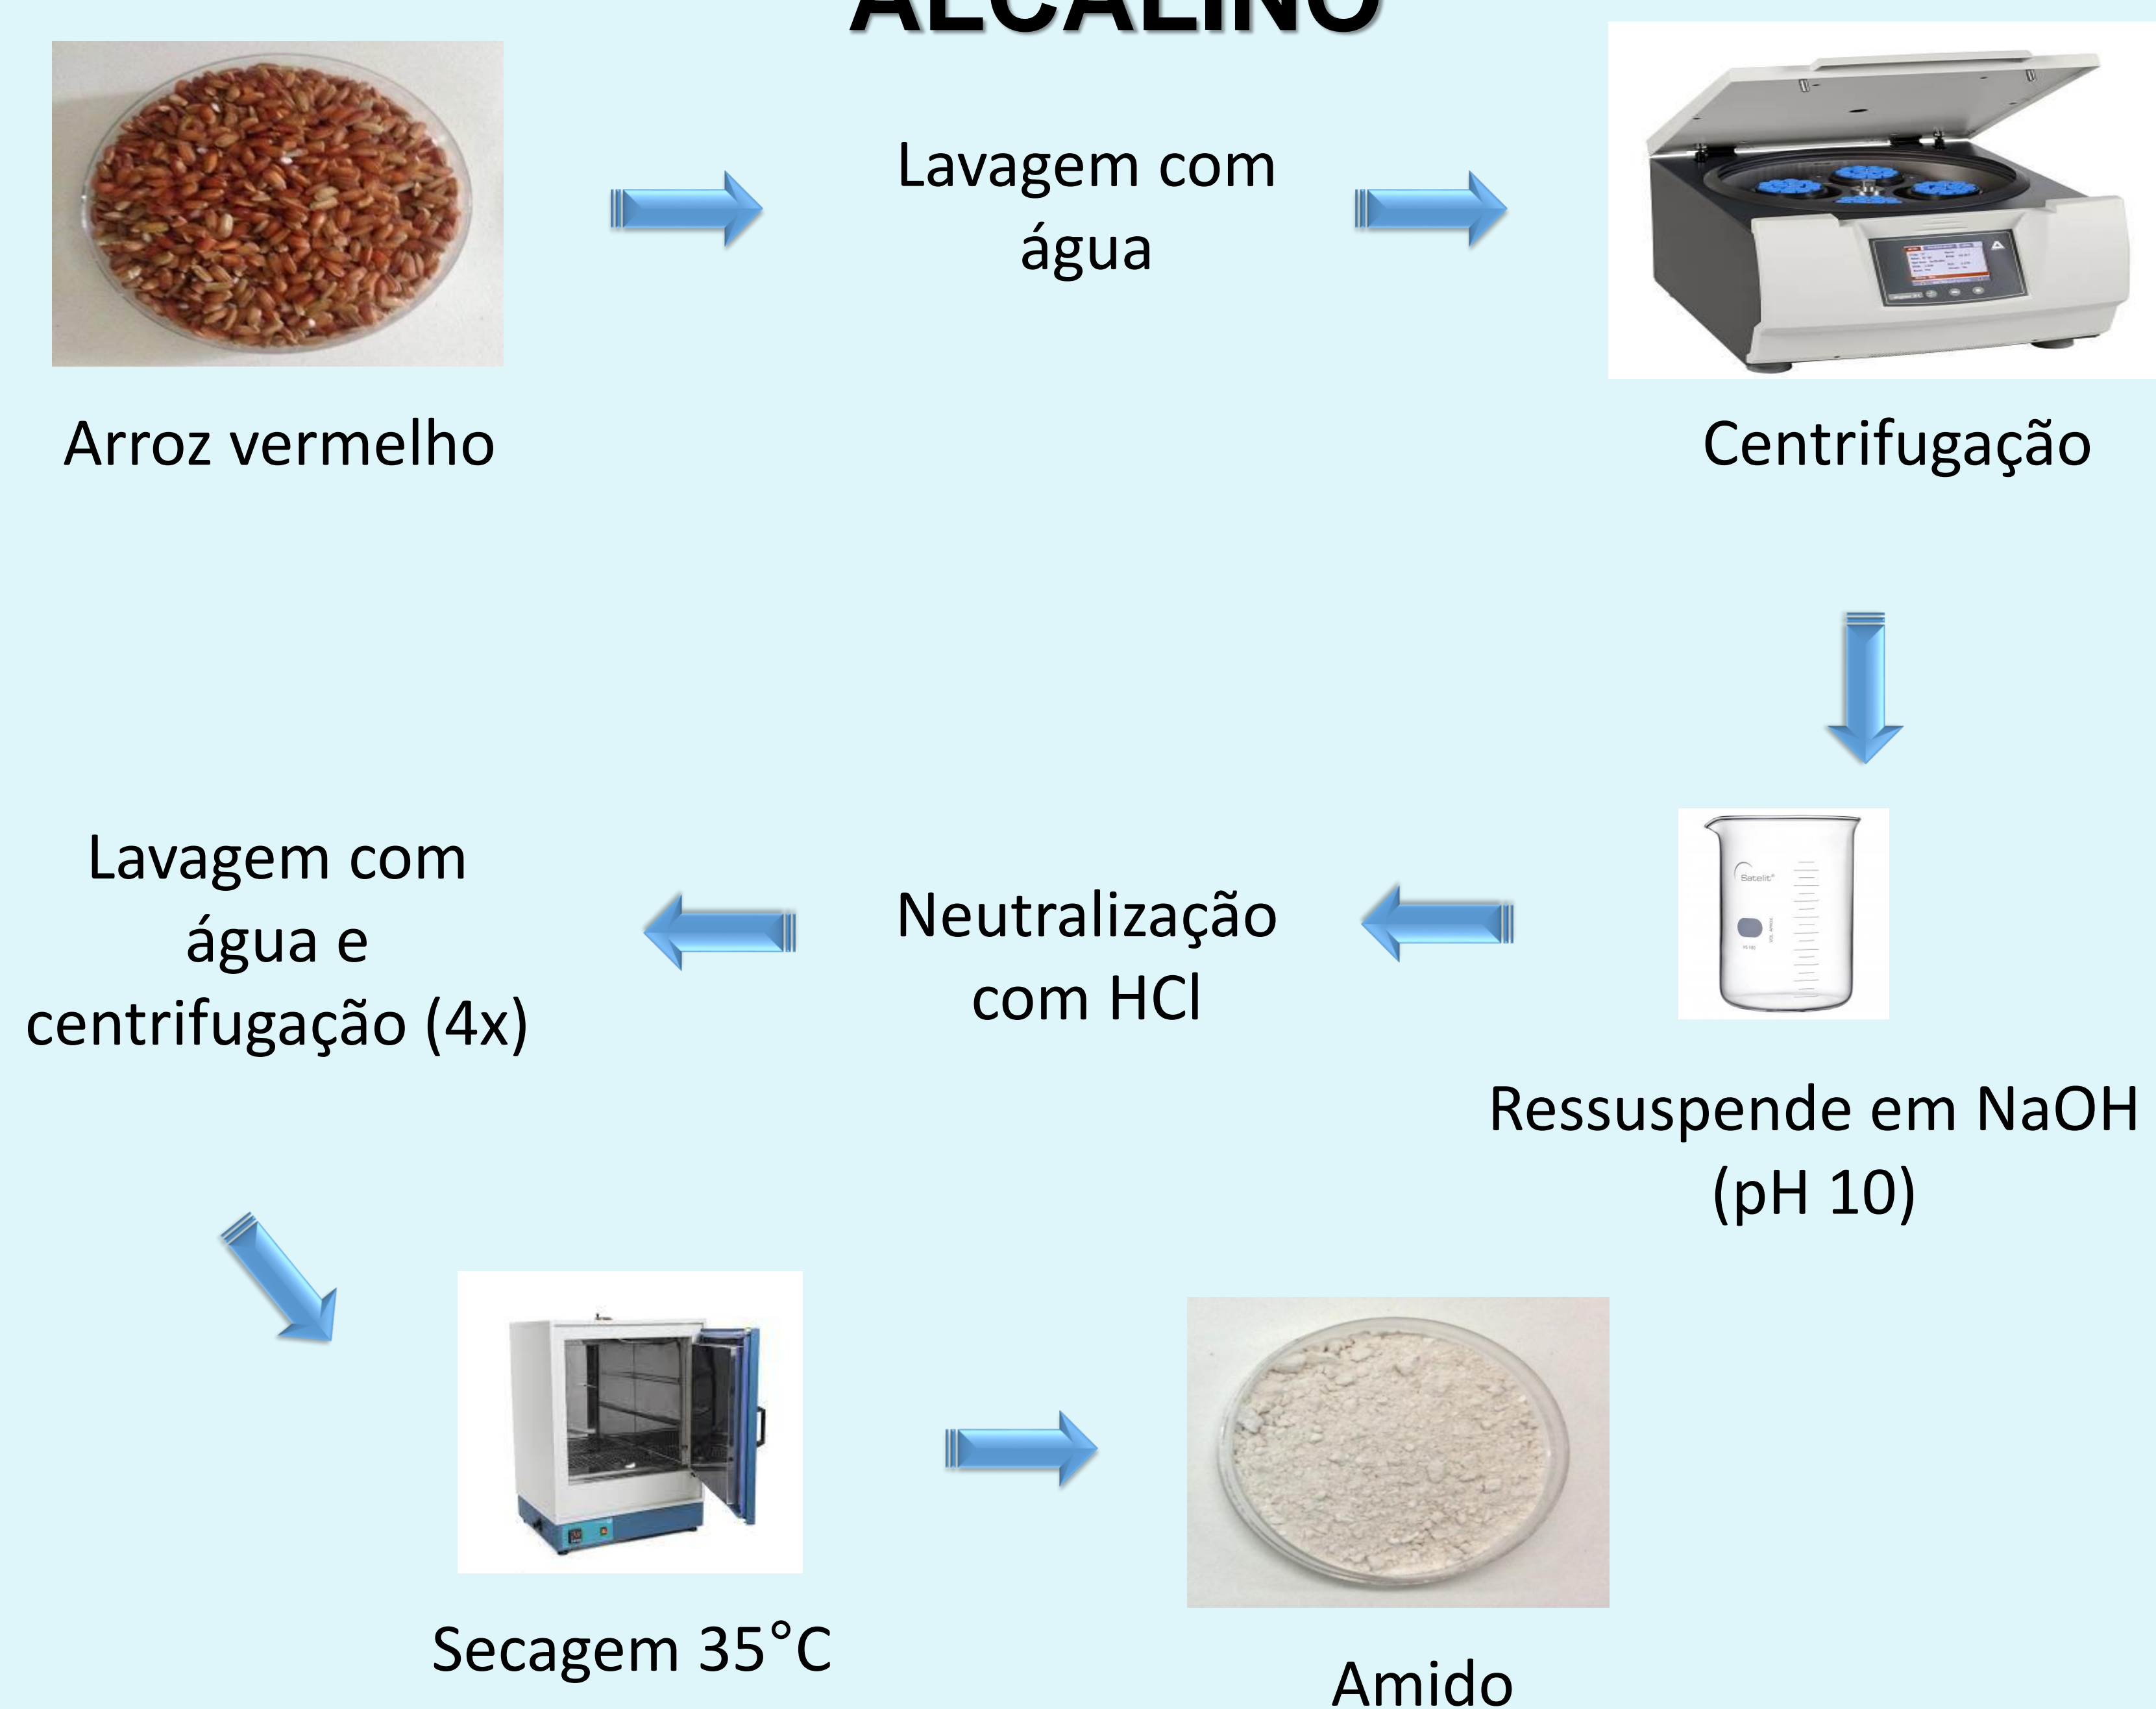 ALCALINO
Lavagem com
água
Arroz vermelho
Centrifugação
Lavagem com
água e
centrifugação (4x)
Neutralização
com HCl
Satelit
Ressuspende em NaOH
(pH 10)
Secagem 35°C
Amido